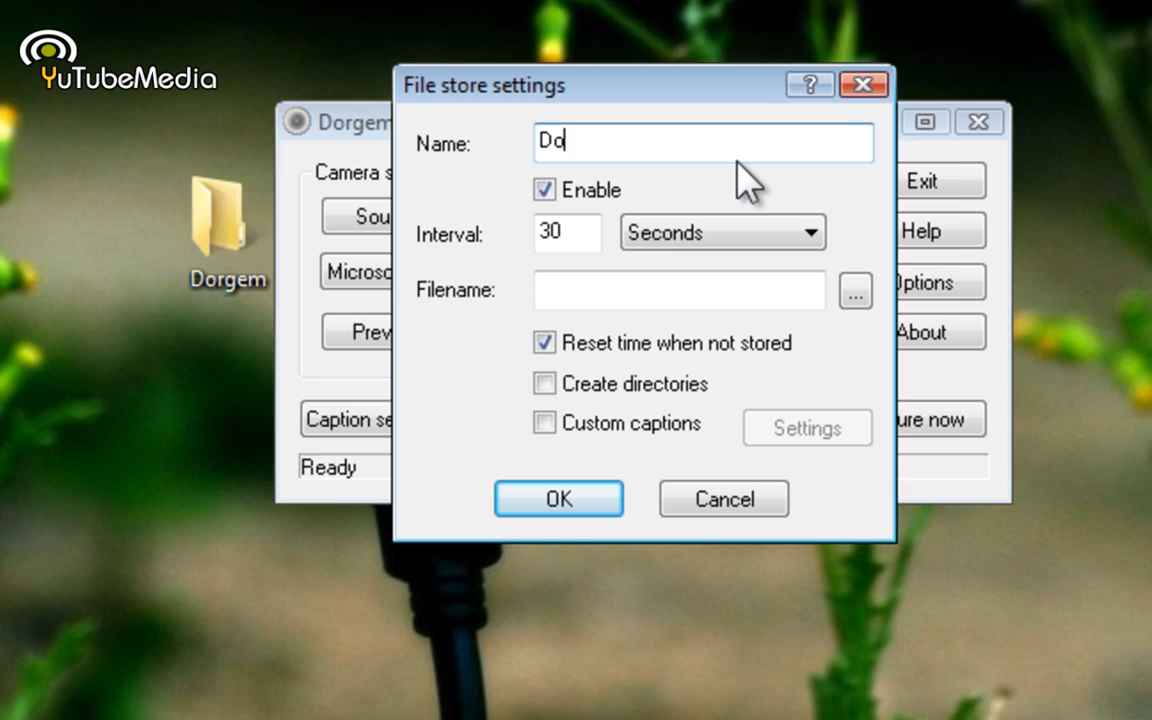 YuTubeMedia
File store settings
?
Dorgem
Name:
Do
Camera s
Exit
Enable
Sou
Interval:
30
Seconds
Help
Dorgem
Microso
Filename:
...
Options
Prev
Reset time when not stored
About
Create directories
Caption se
Custom captions
Settings
ure now
Ready
OK
Cancel